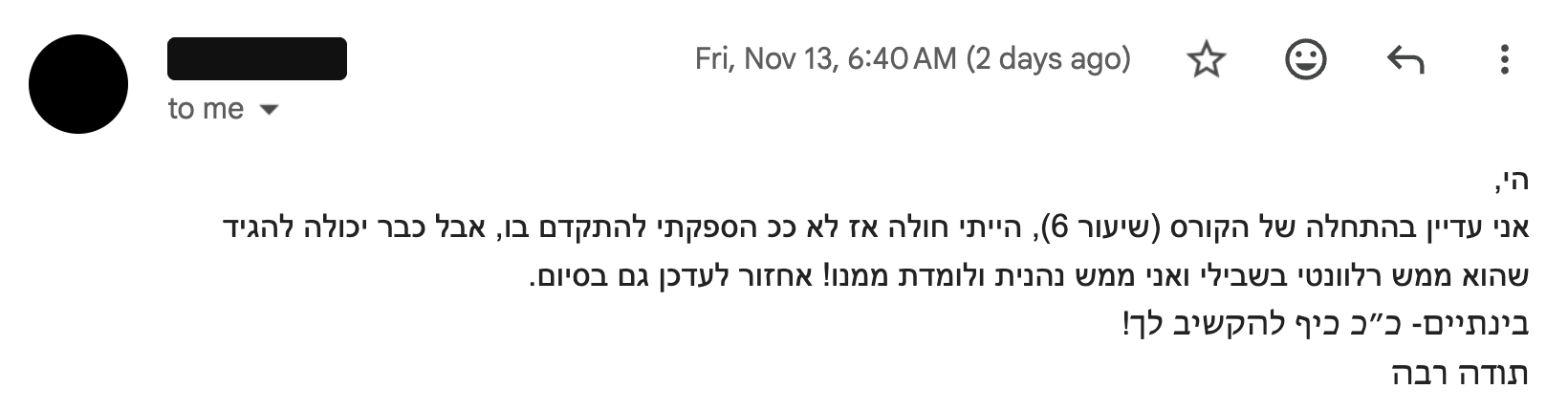 Fri, Nov 13, 6:40 AM (2 days ago)
to me
הי,
אני עדיין בהתחלה של הקורס (שיעור 6), הייתי חולה אז לא ככ הספקתי להתקדם בו, אבל כבר יכולה להגיד
שהוא ממש רלוונטי בשבילי ואני ממש נהנית ולומדת ממנו! אחזור לעדכן גם בסיום.
בינתיים- כ״כ כיף להקשיב לך!
תודה רבה